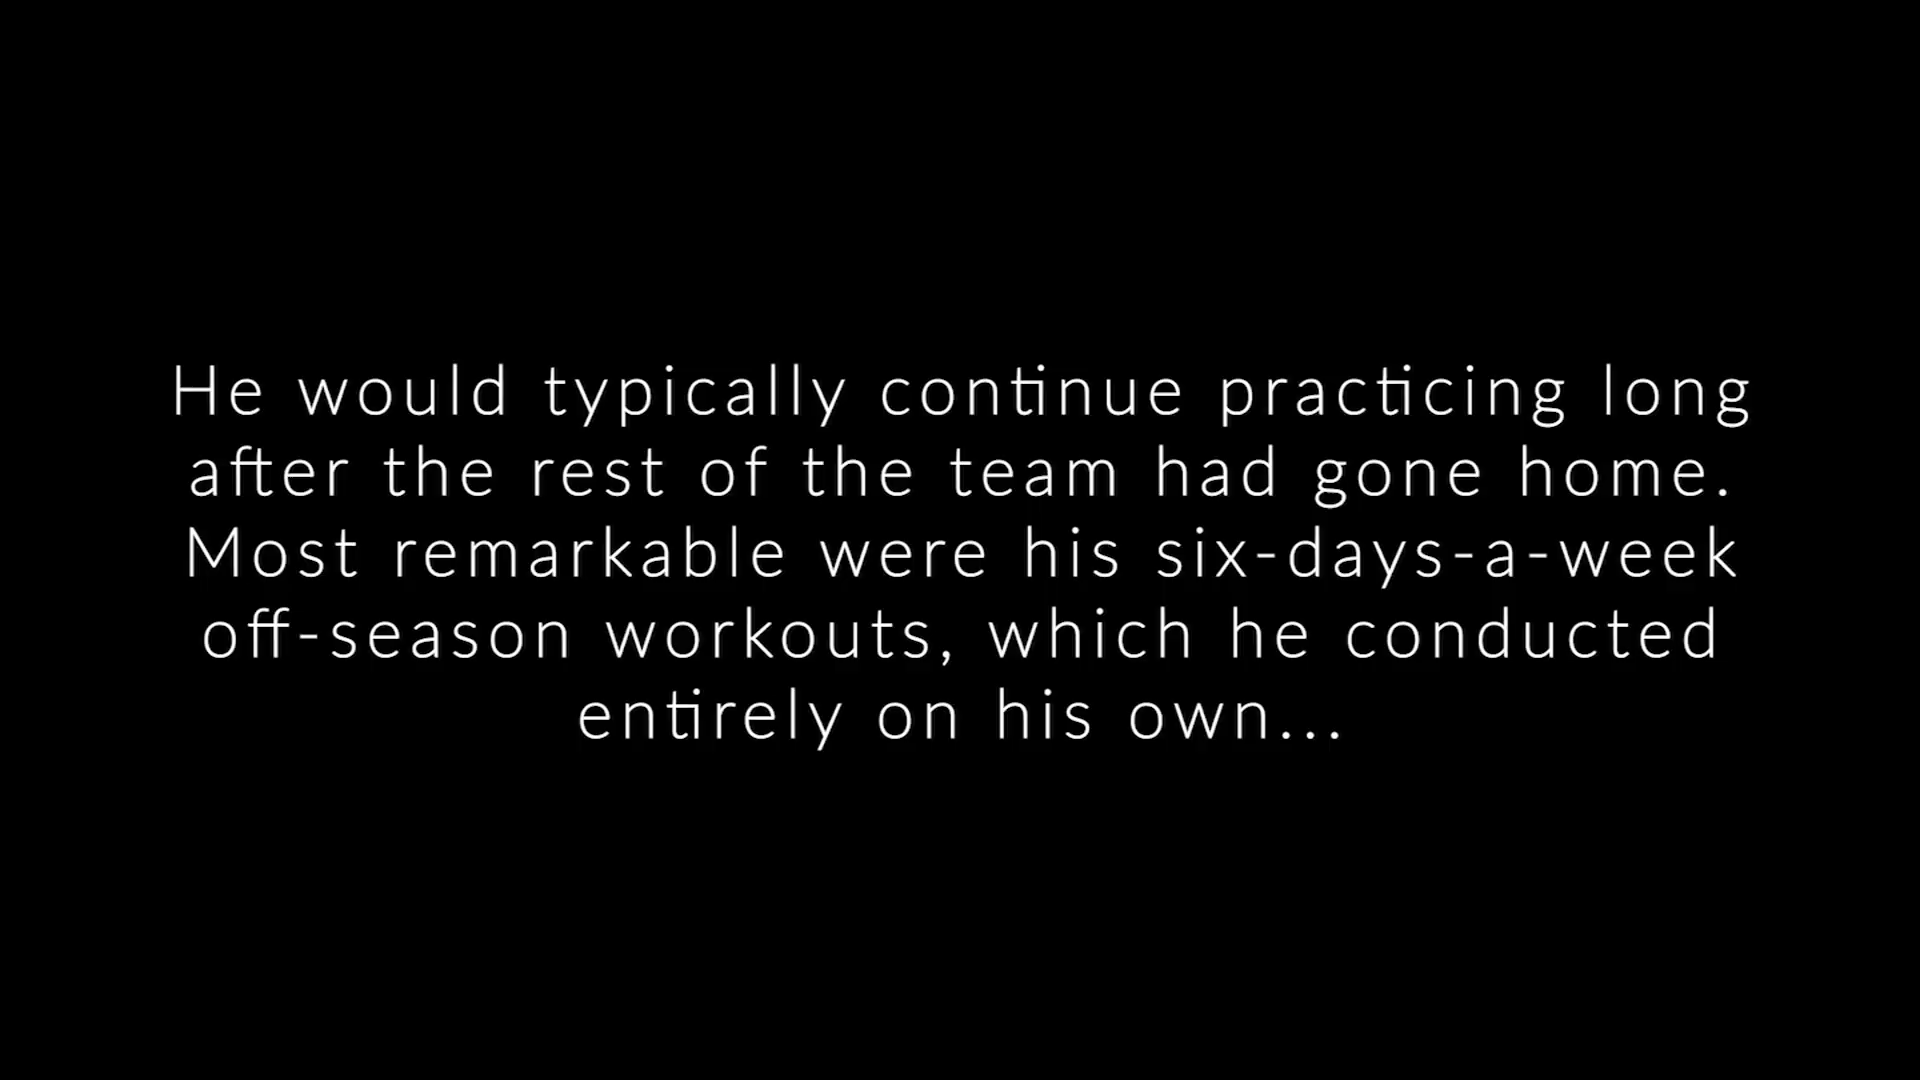 He would typically continue practicing long
after the rest of the team had gone home.
Most remarkable were his six-days-a-week
off-season workouts, which he conducted
entirely on his own...